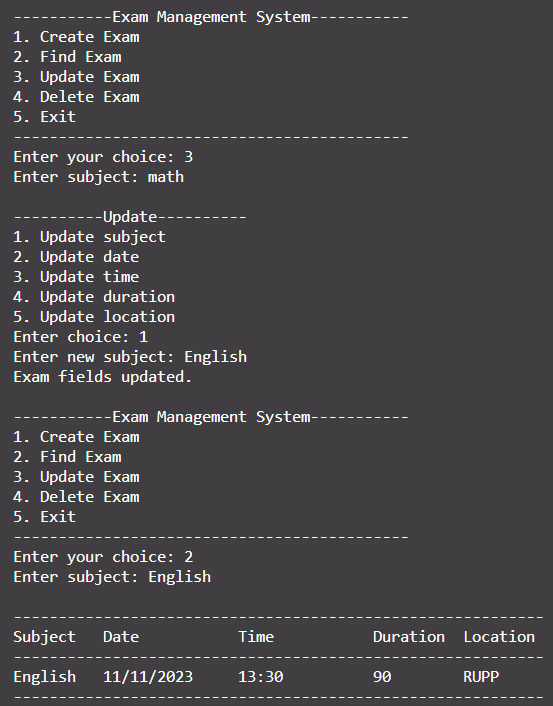 -----------Exam Management System-----------
1. Create Exam
2. Find Exam
3. Update Exam
4. Delete Exam
5. Exit
--------------------------------------------
Enter your choice: 3
Enter subject: math
----------Update----------
1. Update subject
2. Update date
3. Update time
4. Update duration
5. Update location
Enter choice: 1
Enter new subject: English
Exam fields updated.
-----------Exam Management System-----------
1. Create Exam
2. Find Exam
3. Update Exam
4. Delete Exam
5. Exit
--------------------------------------------
Enter your choice: 2
Enter subject: English
-----------------------------------------------------------
Subject   Date           Time           Duration  Location
-----------------------------------------------------------
English   11/11/2023     13:30          90        RUPP
-----------------------------------------------------------